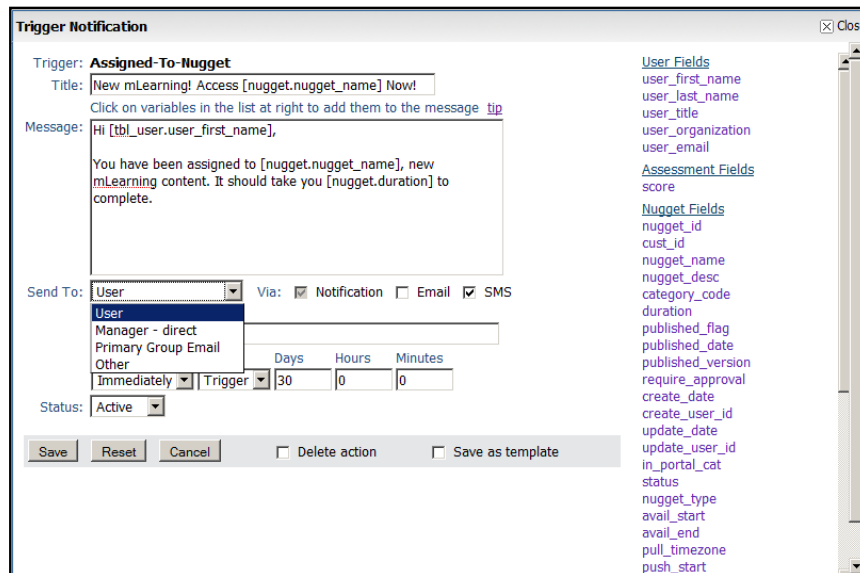 Trigger Notification
Clos
Trigger: Assigned-To-Nugget
Title: New mLearning! Access [nugget.nugget_name] Now!
Click on variables in the list at right to add them to the message tip
Message: Hi [tbl_user.user_first_name],
You have been assigned to [nugget.nugget_name], new
mLearning content. It should take you [nugget.duration] to
complete.
Send To: User Via: Notification Email SMS
User
Manager - direct
Primary Group Email
Other
Days Hours Minutes
Immediately Trigger 30 0 0
Status: Active
Save Reset Cancel Delete action Save as template
User Fields
user_first_name
user_last_name
user_title
user_organization
user_email
Assessment Fields
score
Nugget Fields
nugget_id
cust_id
nugget_name
nugget_desc
category_code
duration
published_flag
published_date
published_version
require_approval
create_date
create_user_id
update_date
update_user_id
in_portal_cat
status
nugget_type
avail_start
avail_end
pull_timezone
push_start